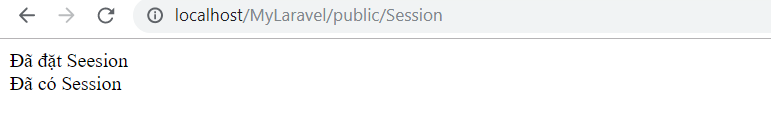 localhost/MyLaravel/public/Session
Đã đặt Seesion
Đã có Session